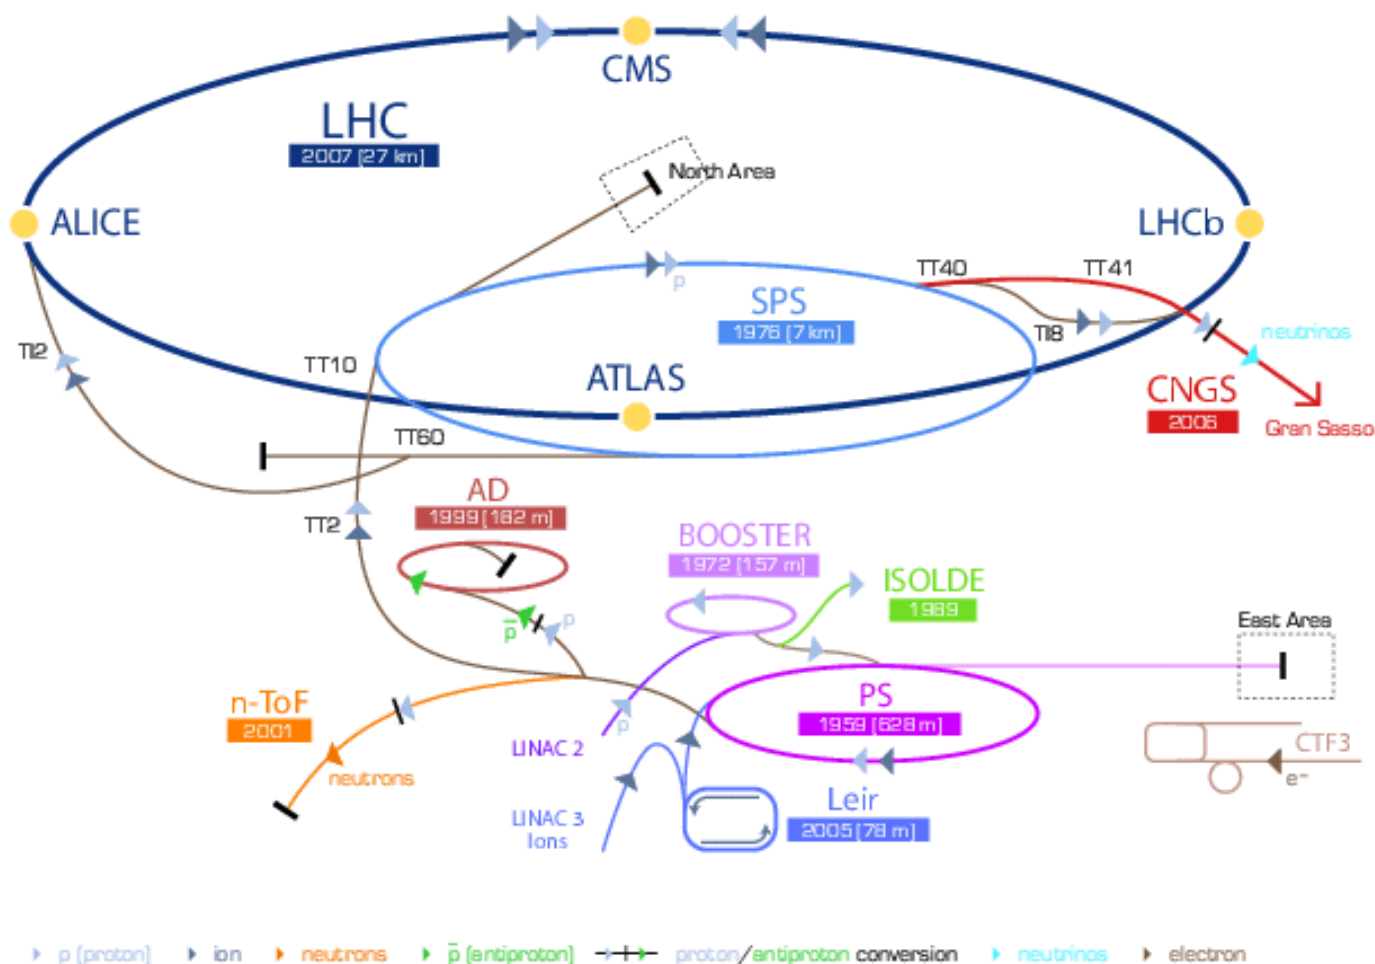 CMS
LHC
2007 [27 km]
North Area
ALICE
LHCb
TT40
TT41
p
SPS
1976 [7 km]
TI8
neutrinos
TI2
TT10
ATLAS
CNGS
2006
Gran Sasso
TT60
AD
1999 [182 m]
TT2
BOOSTER
1972 [157 m]
ISOLDE
1989
p̅
p
East Area
n-ToF
2001
PS
1959 [628 m]
p
LINAC 2
neutrons
CTF3
e-
Leir
2005 [78 m]
LINAC 3
Ions
p [proton] ion neutrons p̅ [antiproton] proton/antiproton conversion neutrinos electron